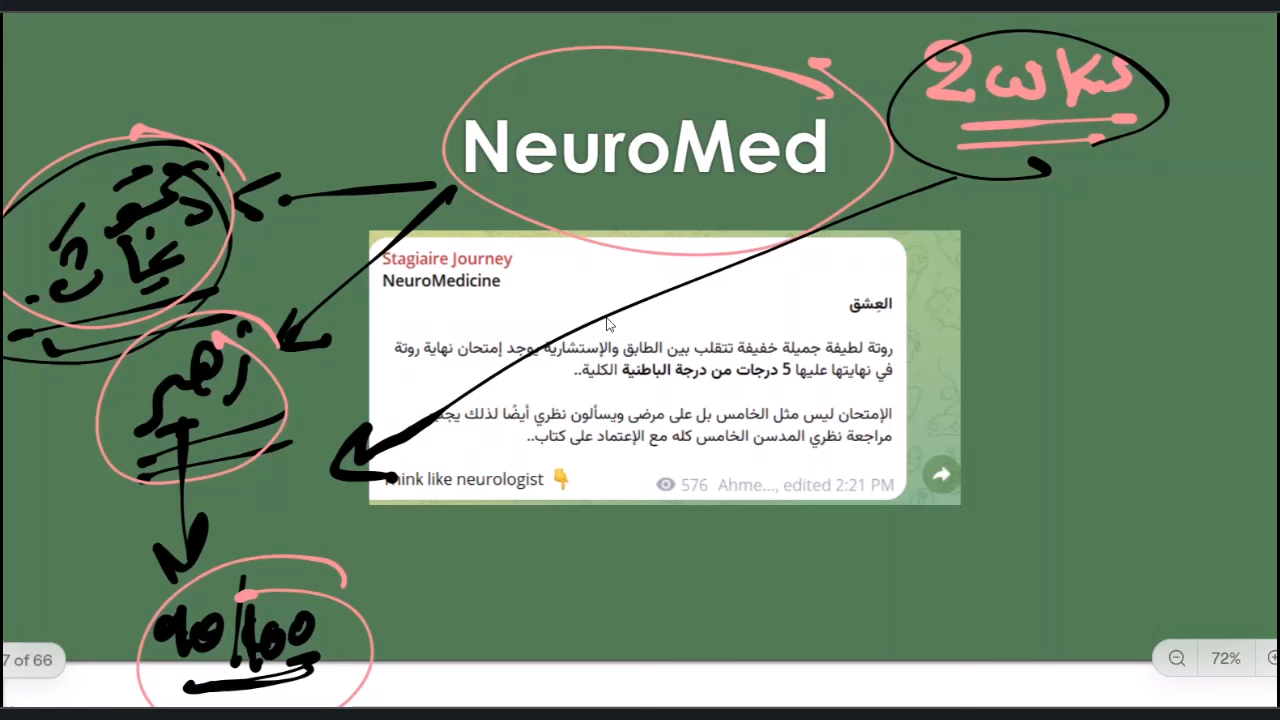 2 wks
NeuroMed
Stagiaire Journey
NeuroMedicine
العِشق
روتة لطيفة جميلة خفيفة تتقلب بين الطابق والإستشارية يوجد إمتحان نهاية روتة
في نهايتها عليها 5 درجات من درجة الباطنية الكلية..
الإمتحان ليس مثل الخامس بل على مرضى ويسألون نظري أيضًا لذلك يجب
مراجعة نظري المدسن الخامس كله مع الإعتماد على كتاب..
Think like neurologist 👇
576 Ahme..., edited 2:21 PM
7 of 66
72%